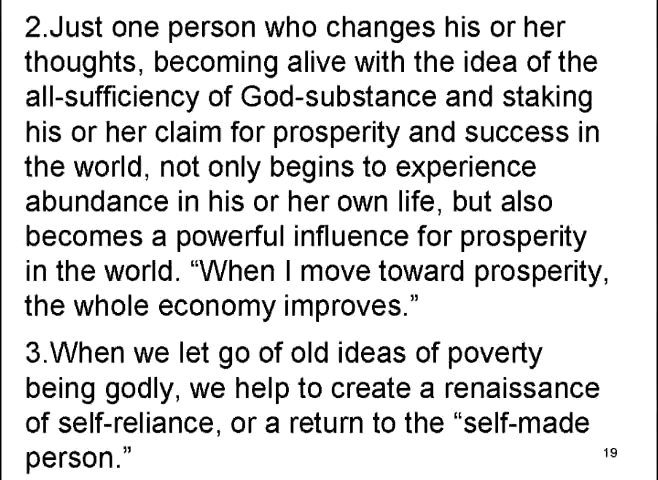 2.Just one person who changes his or her
thoughts, becoming alive with the idea of the
all-sufficiency of God-substance and staking
his or her claim for prosperity and success in
the world, not only begins to experience
abundance in his or her own life, but also
becomes a powerful influence for prosperity
in the world. “When I move toward prosperity,
the whole economy improves.”
3.When we let go of old ideas of poverty
being godly, we help to create a renaissance
of self-reliance, or a return to the “self-made
person.”
19